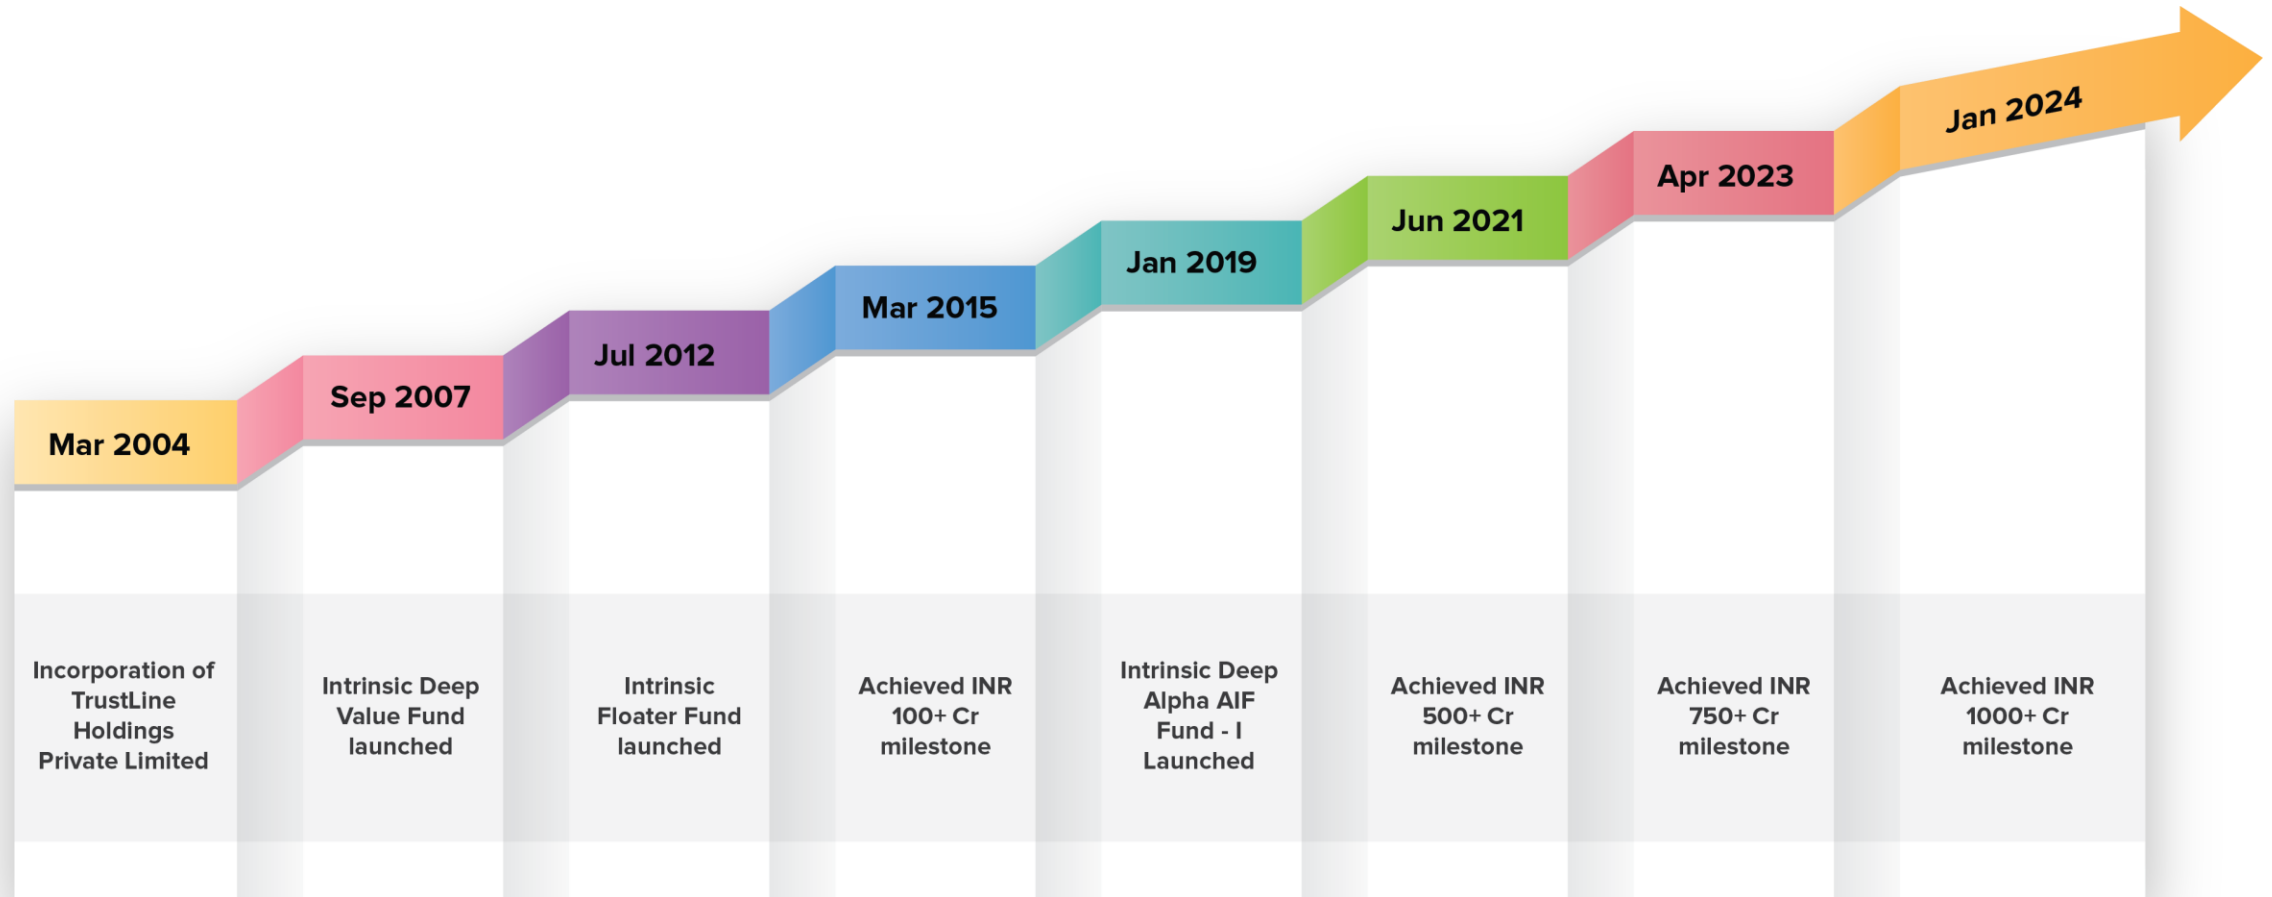 Mar 2004
Incorporation of
TrustLine
Holdings
Private Limited
Sep 2007
Intrinsic Deep
Value Fund
launched
Jul 2012
Intrinsic
Floater Fund
launched
Mar 2015
Achieved INR
100+ Cr
milestone
Jan 2019
Intrinsic Deep
Alpha AIF
Fund - I
Launched
Jun 2021
Achieved INR
500+ Cr
milestone
Apr 2023
Achieved INR
750+ Cr
milestone
Jan 2024
Achieved INR
1000+ Cr
milestone